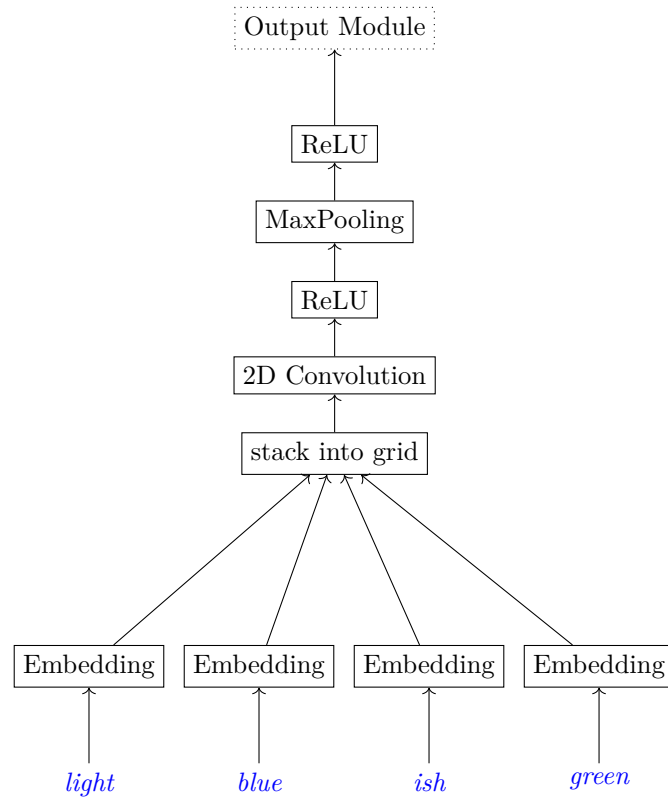 Output Module
ReLU
MaxPooling
ReLU
2D Convolution
stack into grid
Embedding Embedding Embedding Embedding
light blue ish green